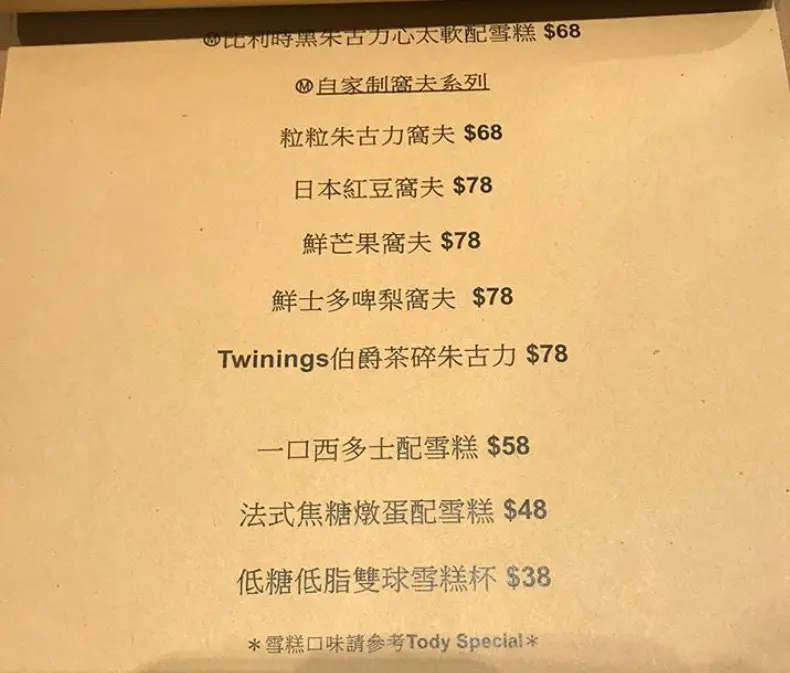 Ⓜ比利時黑朱古力心太軟配雪糕 $68
Ⓜ自家制窩夫系列
粒粒朱古力窩夫 $68
日本紅豆窩夫 $78
鮮芒果窩夫 $78
鮮士多啤梨窩夫 $78
Twinings伯爵茶碎朱古力 $78
一口西多士配雪糕 $58
法式焦糖燉蛋配雪糕 $48
低糖低脂雙球雪糕杯 $38
＊雪糕口味請參考Tody Special＊